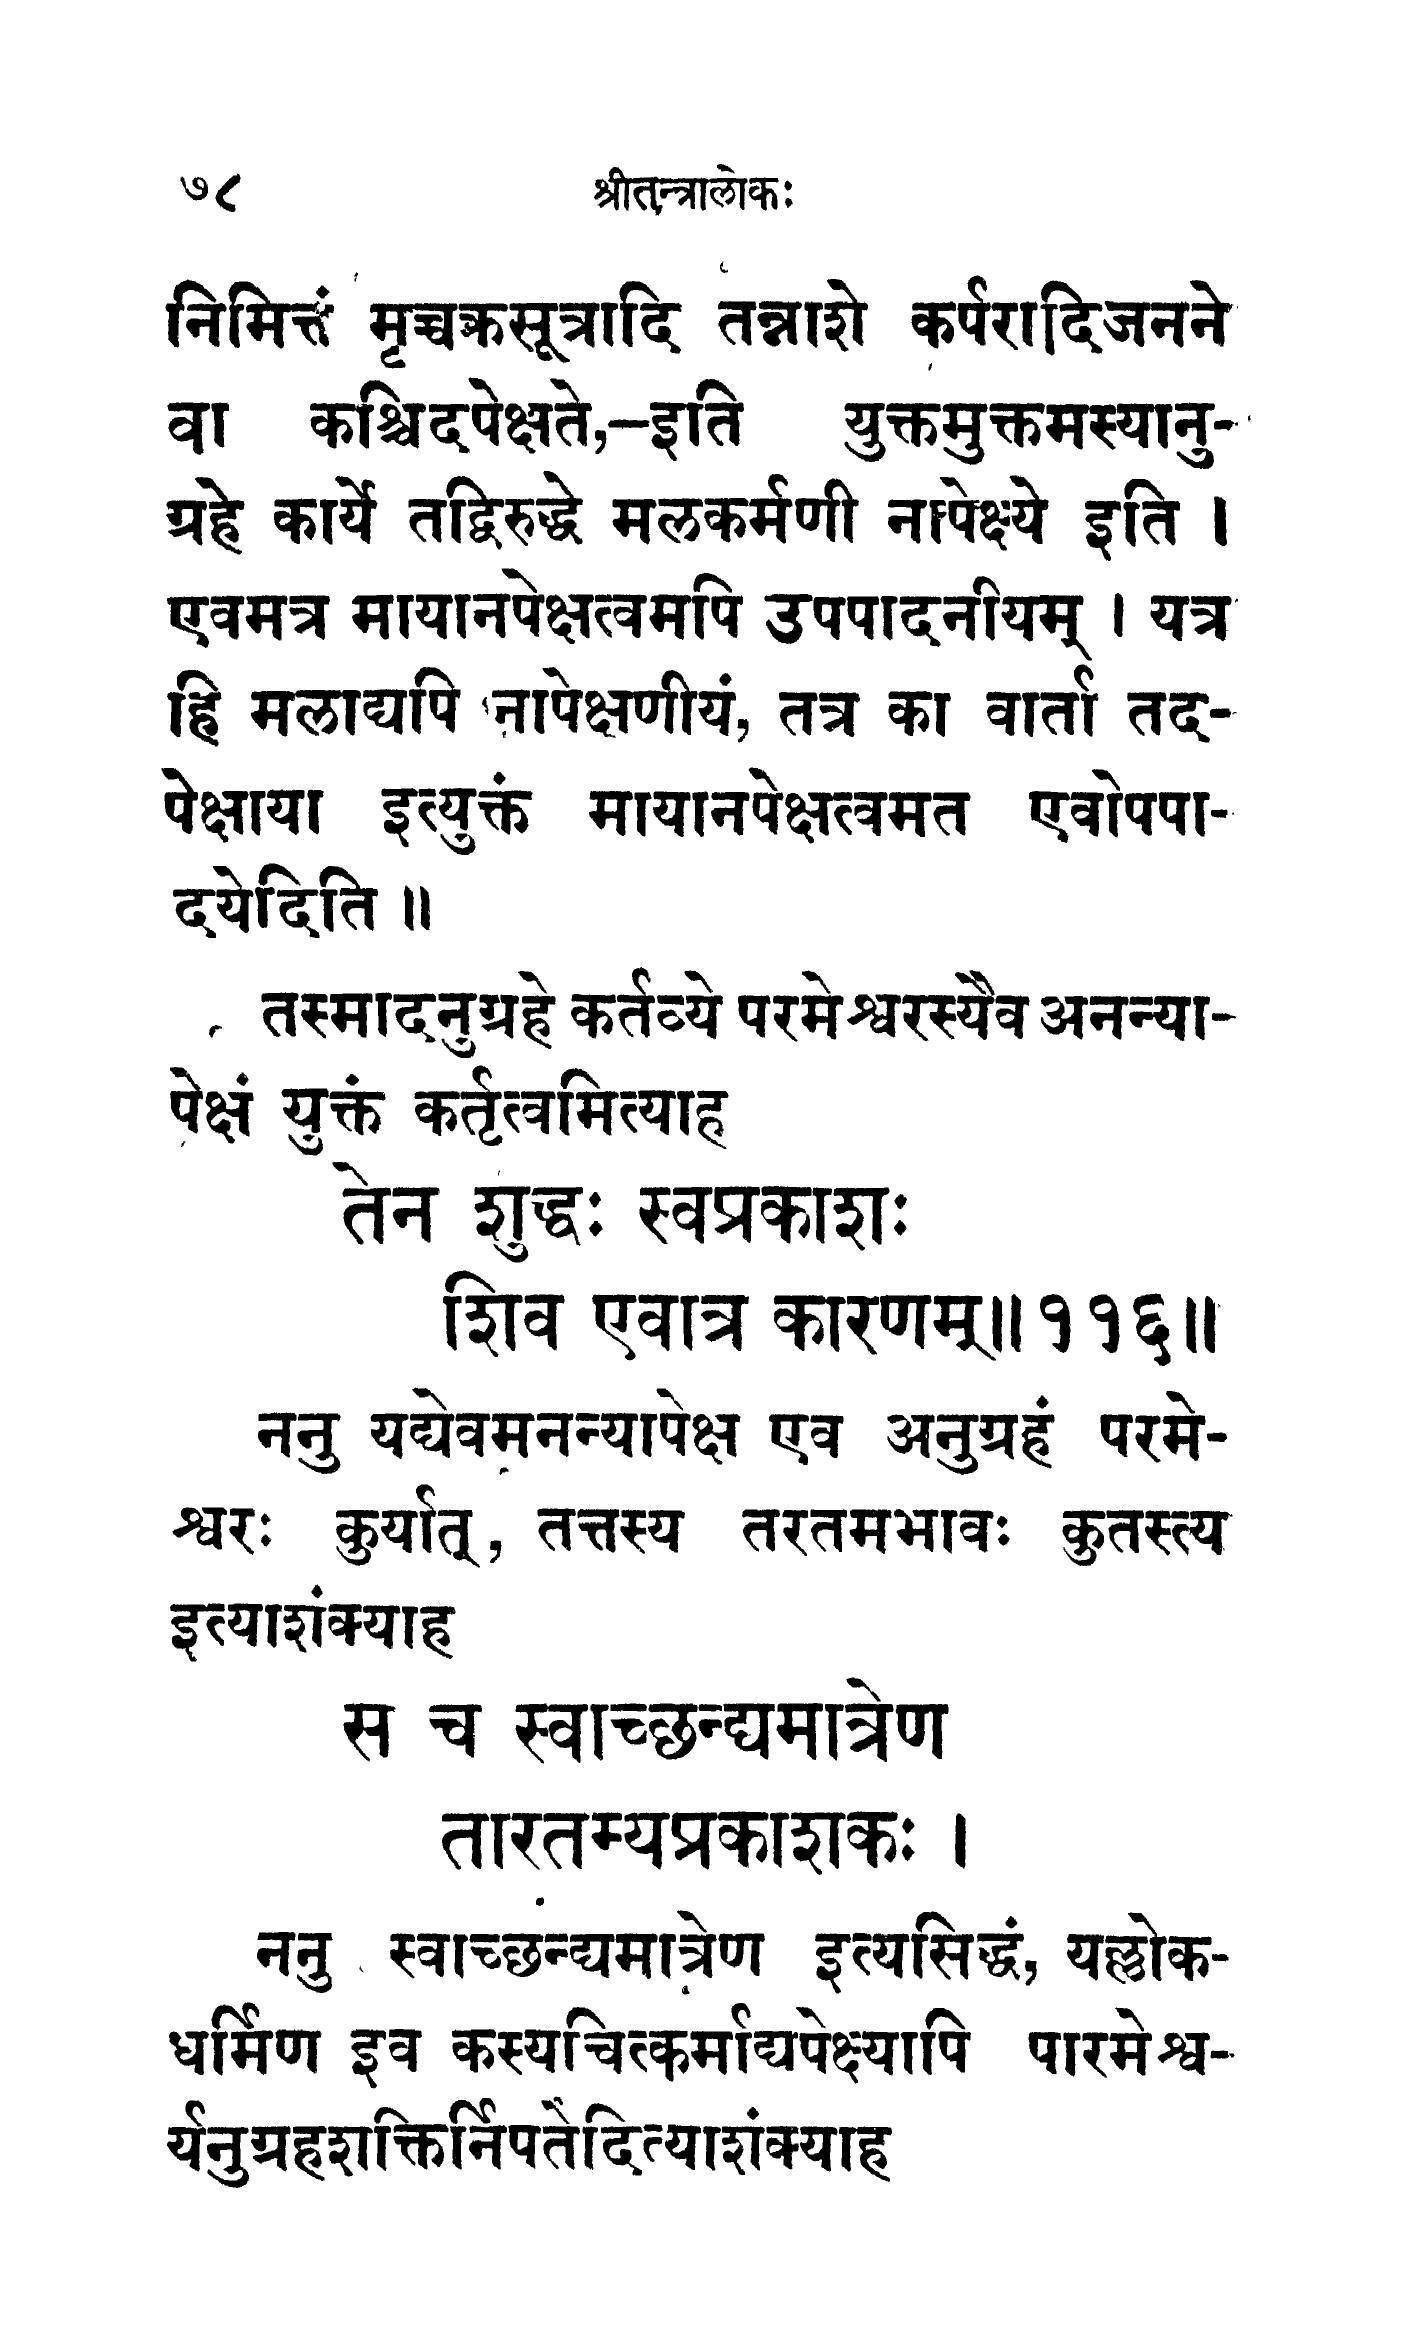 ७८ श्रीतन्त्रालोकः
निमित्तं मृच्चक्रसूत्रादि तन्नाशे कर्परादिजनने
वा कश्चिदपेक्षते,—इति युक्तमुक्तमस्यानु-
ग्रहे कार्ये तद्विरुद्धे मलकर्मणी नापेक्ष्ये इति ।
एवमत्र मायानपेक्षत्वमपि उपपादनीयम् । यत्र
हि मलाद्यपि नापेक्षणीयं, तत्र का वार्ता तद-
पेक्षाया इत्युक्तं मायानपेक्षत्वमत एवोपपा-
दयेदिति ॥
तस्मादनुग्रहे कर्तव्ये परमेश्वरस्यैव अनन्या-
पेक्षं युक्तं कर्तृत्वमित्याह
तेन शुद्धः स्वप्रकाशः
शिव एवात्र कारणम्॥११६॥
ननु यद्येवमनन्यापेक्ष एव अनुग्रहं परमे-
श्वरः कुर्यात्, तत्तस्य तरतमभावः कुतस्त्य
इत्याशंक्याह
स च स्वाच्छन्द्यमात्रेण
तारतम्यप्रकाशकः ।
ननु स्वाच्छन्द्यमात्रेण इत्यसिद्धं, यल्लोक-
धर्मिण इव कस्यचित्कर्माद्यपेक्ष्यापि पारमेश्व-
र्यनुग्रहशक्तिर्निपतेदित्याशंक्याह